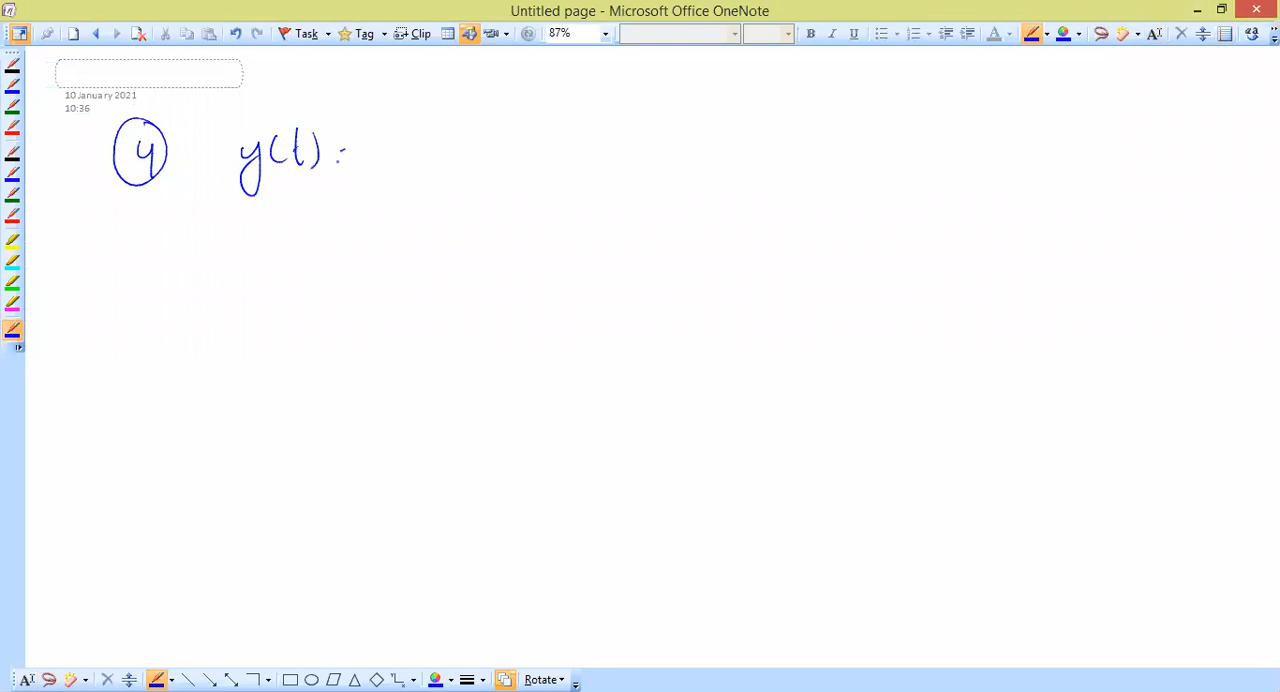 Untitled page - Microsoft Office OneNote
Task Tag Clip 87% B I U A
10 January 2021
10:36
4 y(t) :
A Rotate